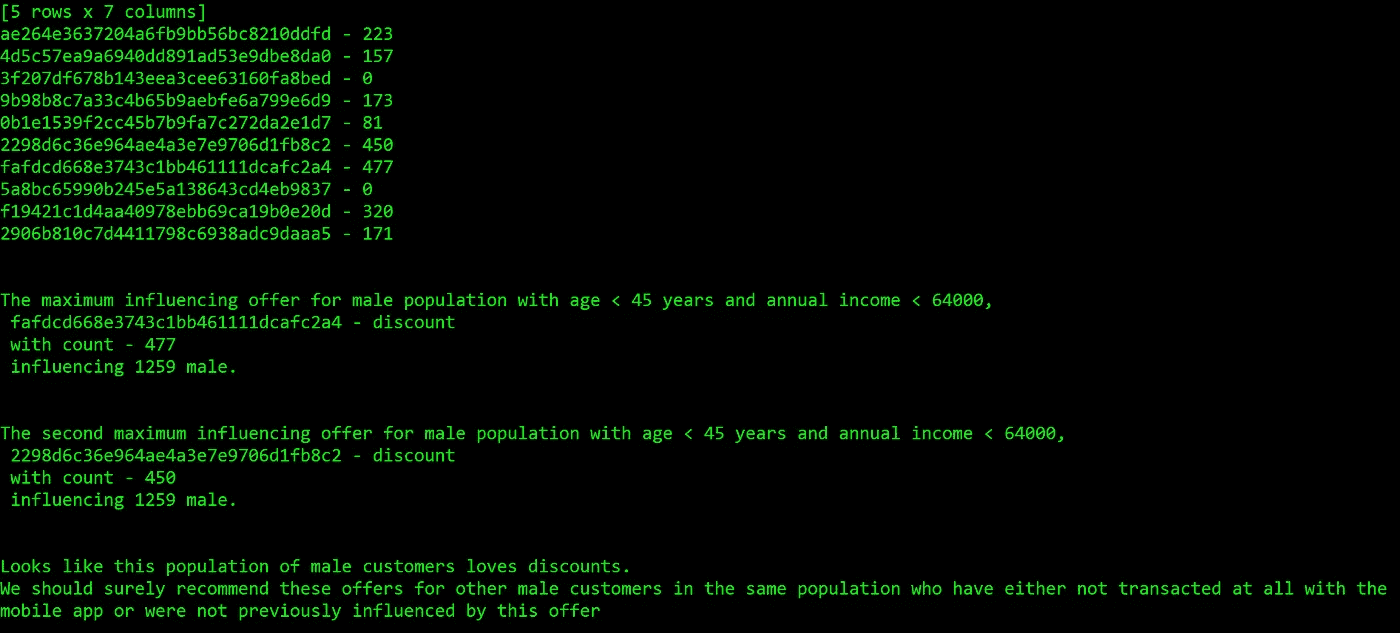 [5 rows x 7 columns]
ae264e3637204a6fb9bb56bc8210ddfd - 223
4d5c57ea9a6940dd891ad53e9dbe8da0 - 157
3f207df678b143eea3cee63160fa8bed - 0
9b98b8c7a33c4b65b9aebfe6a799e6d9 - 173
0b1e1539f2cc45b7b9fa7c272da2e1d7 - 81
2298d6c36e964ae4a3e7e9706d1fb8c2 - 450
fafdcd668e3743c1bb461111dcafc2a4 - 477
5a8bc65990b245e5a138643cd4eb9837 - 0
f19421c1d4aa40978ebb69ca19b0e20d - 320
2906b810c7d4411798c6938adc9daaa5 - 171
The maximum influencing offer for male population with age < 45 years and annual income < 64000,
fafdcd668e3743c1bb461111dcafc2a4 - discount
with count - 477
influencing 1259 male.
The second maximum influencing offer for male population with age < 45 years and annual income < 64000,
2298d6c36e964ae4a3e7e9706d1fb8c2 - discount
with count - 450
influencing 1259 male.
Looks like this population of male customers loves discounts.
We should surely recommend these offers for other male customers in the same population who have either not transacted at all with the
mobile app or were not previously influenced by this offer